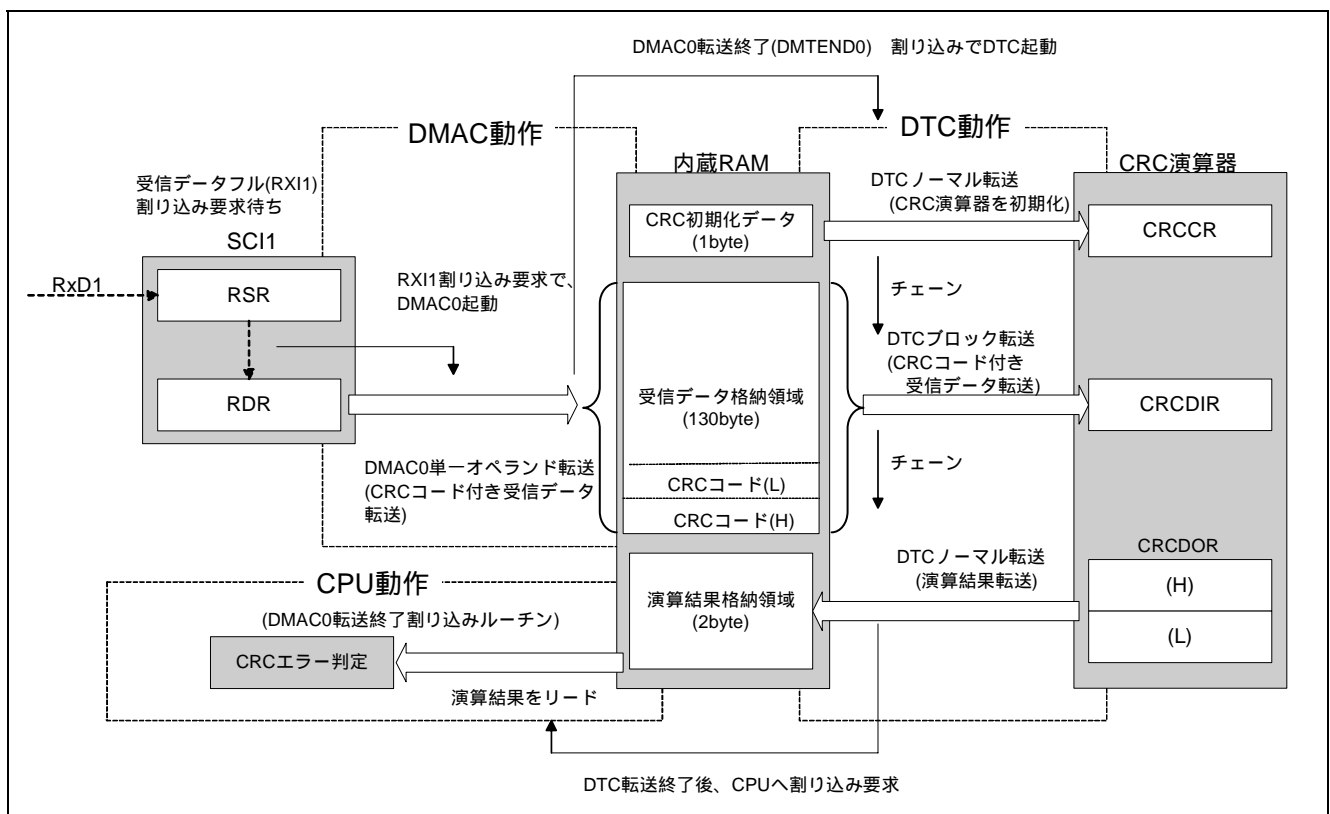 DMAC0転送終了(DMTEND0) 割り込みでDTC起動
DMAC動作
DTC動作
内蔵RAM
CRC演算器
受信データフル(RXI1)
割り込み要求待ち
SCI1
RxD1
RSR
RDR
RXI1割り込み要求で、
DMAC0起動
CRC初期化データ
(1byte)
DTCノーマル転送
(CRC演算器を初期化)
CRCCR
チェーン
受信データ格納領域
(130byte)
DTCブロック転送
(CRCコード付き
受信データ転送)
CRCDIR
DMAC0単一オペランド転送
(CRCコード付き受信データ
転送)
CRCコード(L)
CRCコード(H)
チェーン
CRCDOR
(H)
(L)
DTCノーマル転送
(演算結果転送)
演算結果格納領域
(2byte)
CPU動作
(DMAC0転送終了割り込みルーチン)
CRCエラー判定
演算結果をリード
DTC転送終了後、CPUへ割り込み要求